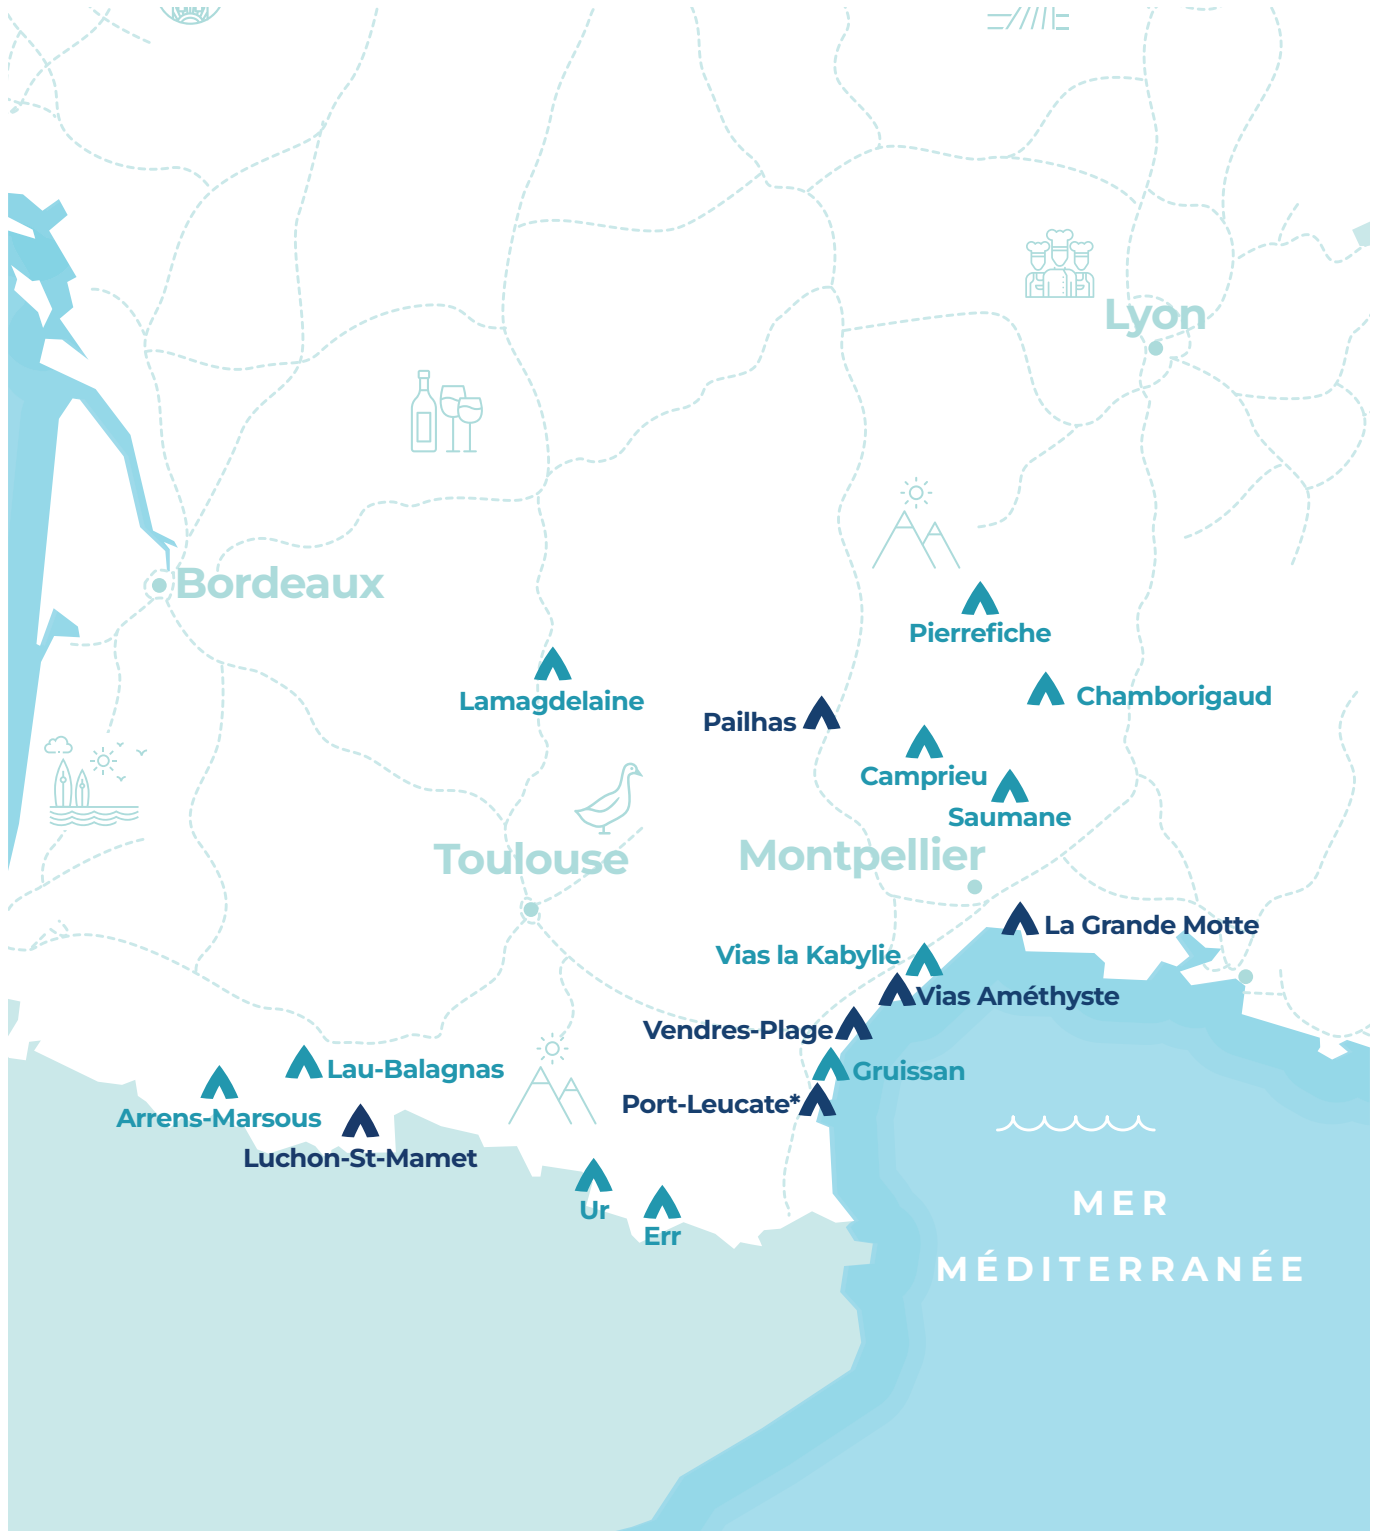 Lyon
Bordeaux
Pierrefiche
Lamagdelaine
Chamborigaud
Pailhas
Camprieu
Saumane
Toulouse
Montpellier
La Grande Motte
Vias la Kabylie
Vias Améthyste
Vendres-Plage
Lau-Balagnas
Gruissan
Port-Leucate*
Arrens-Marsous
Luchon-St-Mamet
Ur
Err
MER
MÉDITERRANÉE